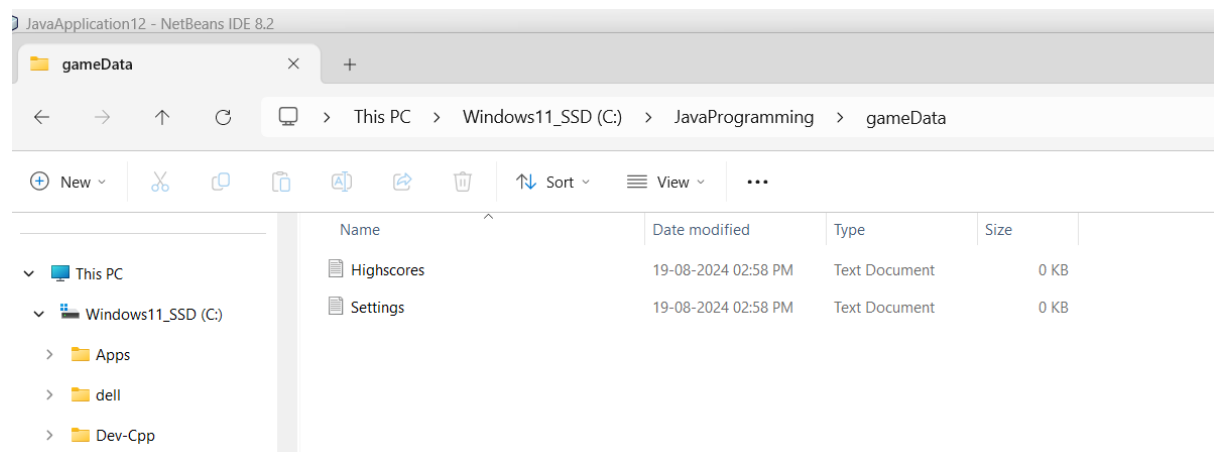 JavaApplication12 - NetBeans IDE 8.2
gameData
This PC > Windows11_SSD (C:) > JavaProgramming > gameData
New Sort View
Name Date modified Type Size
Highscores 19-08-2024 02:58 PM Text Document 0 KB
Settings 19-08-2024 02:58 PM Text Document 0 KB
This PC
Windows11_SSD (C:)
Apps
dell
Dev-Cpp